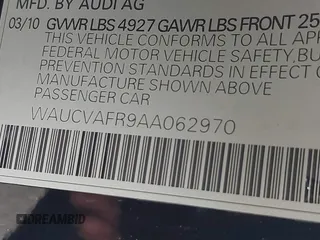 MFD. BY AUDI AG
03/10 GVWR LBS 4927 GAWR LBS FRONT 25
THIS VEHICLE CONFORMS TO ALL APP
FEDERAL MOTOR VEHICLE SAFETY, BU
PREVENTION STANDARDS IN EFFECT O
MANUFACTURE SHOWN ABOVE
PASSENGER CAR
WAUCVAFR9AA062970
DREAMBID